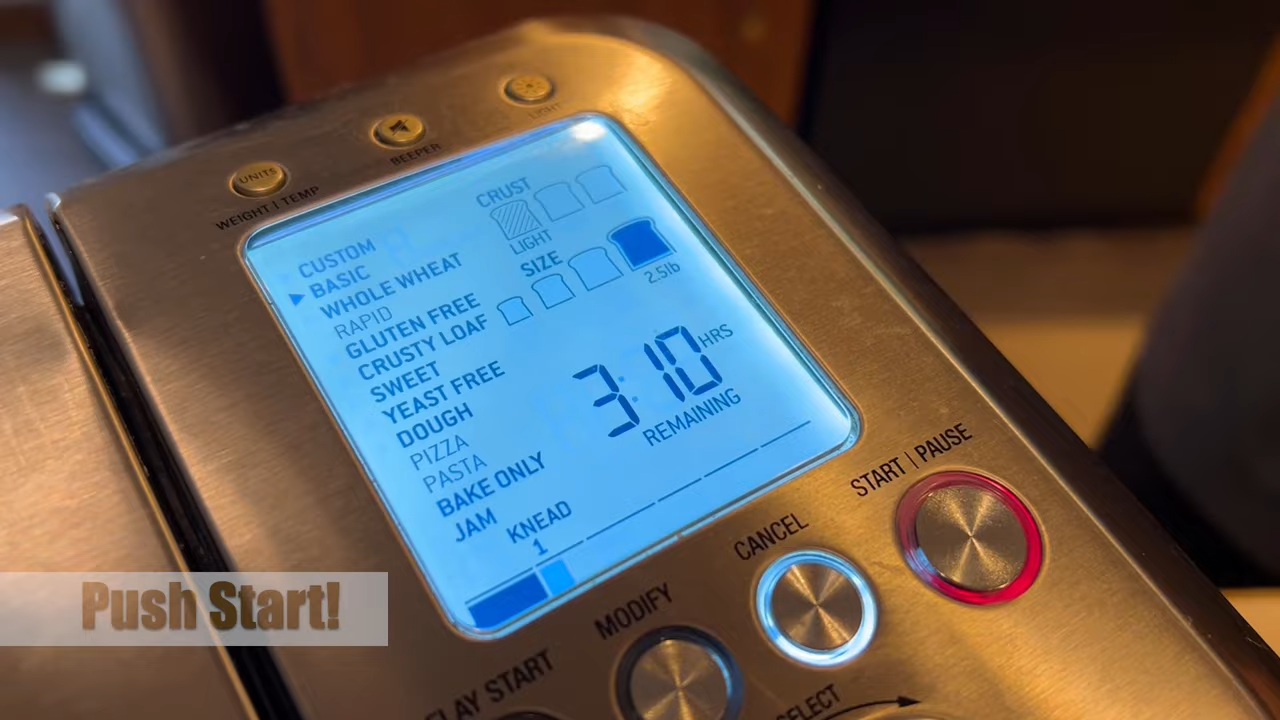 LIGHT
BEEPER
UNITS
WEIGHT | TEMP
CRUST
LIGHT
SIZE
2.5lb
CUSTOM
BASIC
WHOLE WHEAT
RAPID
GLUTEN FREE
CRUSTY LOAF
SWEET
YEAST FREE
DOUGH
PIZZA
PASTA
BAKE ONLY
JAM
3:10 HRS
REMAINING
KNEAD
1
START | PAUSE
CANCEL
MODIFY
SELECT
Push Start!